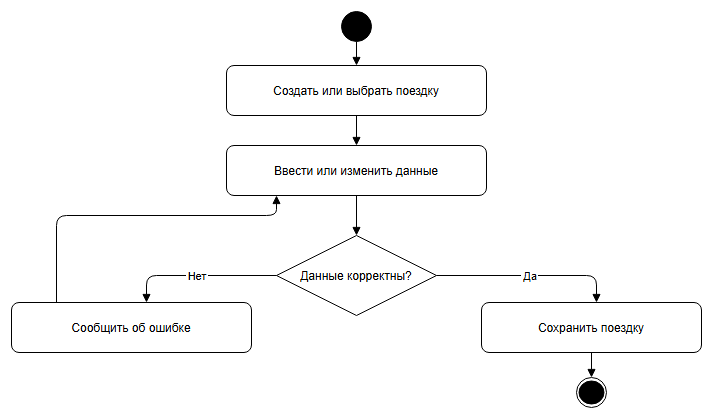 Создать или выбрать поездку
Ввести или изменить данные
Данные корректны?
Нет
Да
Сообщить об ошибке
Сохранить поездку